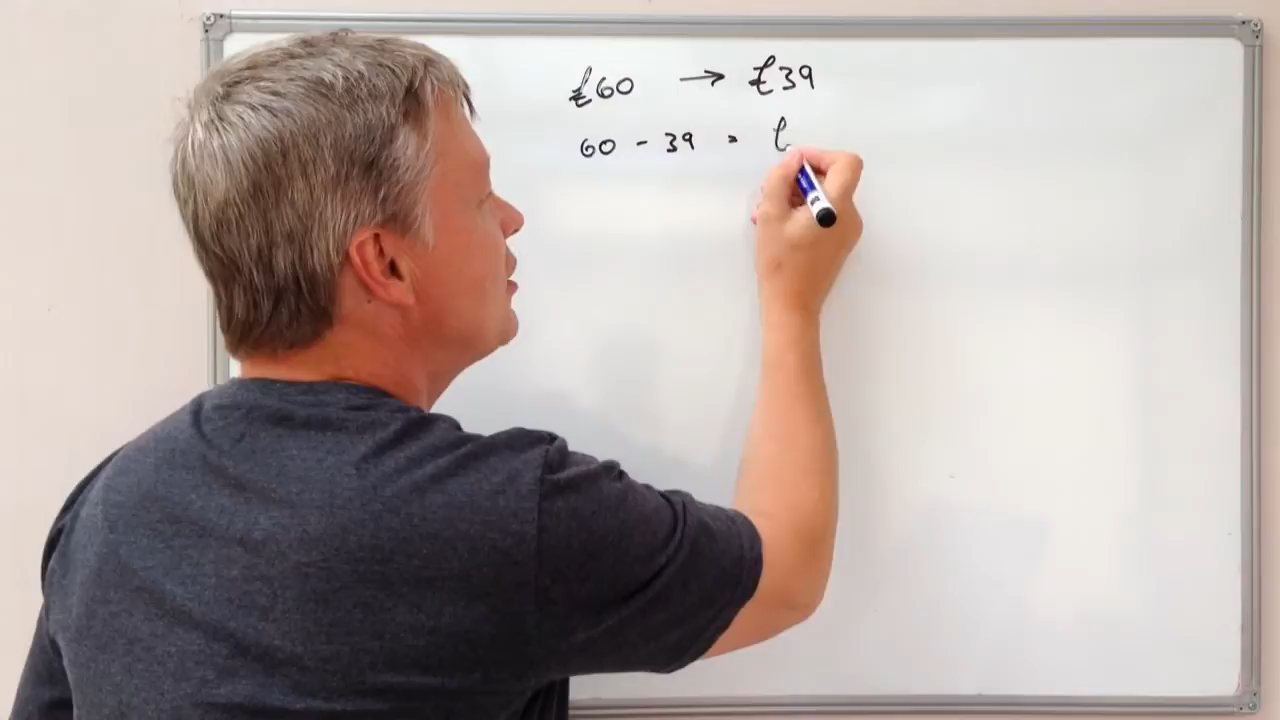 £60 → £39
60 - 39 =